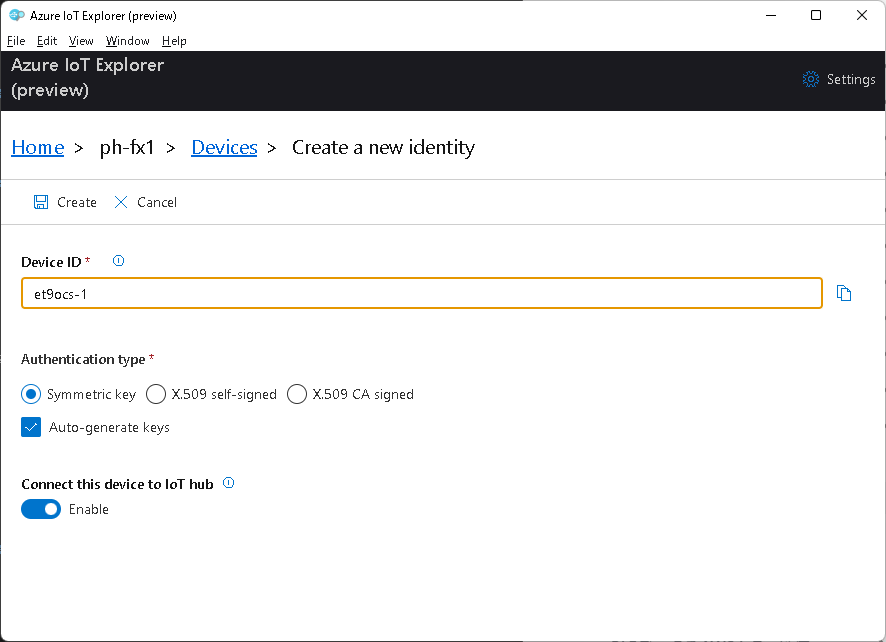 Azure IoT Explorer (preview)
File Edit View Window Help
Azure IoT Explorer
(preview)
Settings
Home > ph-fx1 > Devices > Create a new identity
Create Cancel
Device ID *
et9ocs-1
Authentication type *
Symmetric key X.509 self-signed X.509 CA signed
Auto-generate keys
Connect this device to IoT hub
Enable